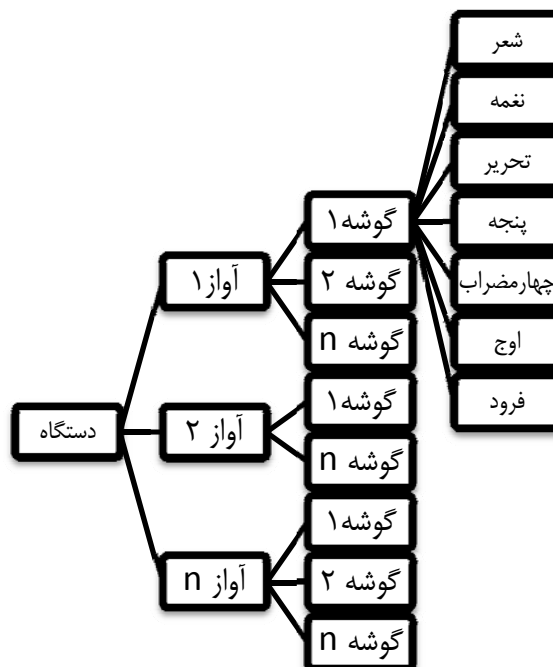 شعر
نغمه
تحریر
پنجه
چهارمضراب
اوج
فرود
گوشه۱
گوشه ۲
گوشه n
گوشه۱
گوشه n
گوشه۱
گوشه ۲
گوشه n
آواز۱
آواز ۲
آواز n
دستگاه